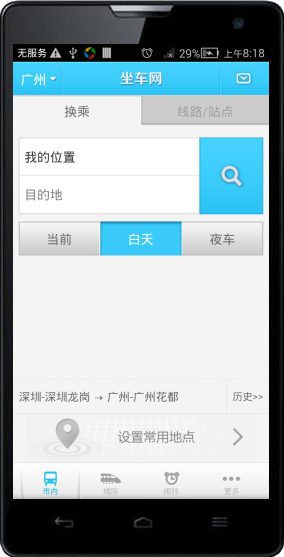 无服务 29% 上午8:18
广州 坐车网
换乘 线路/站点
我的位置
目的地
当前 白天 夜车
深圳-深圳龙岗 → 广州-广州花都 历史>>
设置常用地点
市内 城际 闹铃 更多